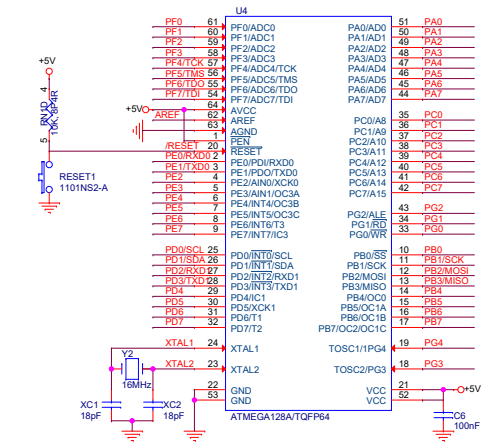 U4
PF0 61 PF0/ADC0 PA0/AD0 51 PA0
PF1 60 PF1/ADC1 PA1/AD1 50 PA1
PF2 59 PF2/ADC2 PA2/AD2 49 PA2
PF3 58 PF3/ADC3 PA3/AD3 48 PA3
PF4/TCK 57 PF4/ADC4/TCK PA4/AD4 47 PA4
PF5/TMS 56 PF5/ADC5/TMS PA5/AD5 46 PA5
PF6/TDO 55 PF6/ADC6/TDO PA6/AD6 45 PA6
PF7/TDI 54 PF7/ADC7/TDI PA7/AD7 44 PA7
+5V
+5V 64 AVCC
AREF 62 AREF PC0/A8 35 PC0
63 AGND PC1/A9 36 PC1
1 PEN PC2/A10 37 PC2
/RESET 20 RESET PC3/A11 38 PC3
PE0/RXD0 2 PE0/PDI/RXD0 PC4/A12 39 PC4
PE1/TXD0 3 PE1/PDO/TXD0 PC5/A13 40 PC5
PE2 4 PE2/AIN0/XCK0 PC6/A14 41 PC6
PE3 5 PE3/AIN1/OC3A PC7/A15 42 PC7
PE4 6 PE4/INT4/OC3B
PE5 7 PE5/INT5/OC3C PG2/ALE 43 PG2
PE6 8 PE6/INT6/T3 PG1/RD 34 PG1
PE7 9 PE7/INT7/IC3 PG0/WR 33 PG0
4
RN1D
10K, 8P4R
5
RESET1
1101NS2-A
PD0/SCL 25 PD0/INT0/SCL PB0/SS 10 PB0
PD1/SDA 26 PD1/INT1/SDA PB1/SCK 11 PB1/SCK
PD2/RXD1 27 PD2/INT2/RXD1 PB2/MOSI 12 PB2/MOSI
PD3/TXD1 28 PD3/INT3/TXD1 PB3/MISO 13 PB3/MISO
PD4 29 PD4/IC1 PB4/OC0 14 PB4
PD5 30 PD5/XCK1 PB5/OC1A 15 PB5
PD6 31 PD6/T1 PB6/OC1B 16 PB6
PD7 32 PD7/T2 PB7/OC2/OC1C 17 PB7
XTAL1 24 XTAL1 TOSC1/1PG4 19 PG4
Y2
XTAL2 23 XTAL2 TOSC2/PG3 18 PG3
16MHz
22 GND VCC 21 +5V
53 GND VCC 52
XC1
18pF
XC2
18pF
ATMEGA128A/TQFP64
C6
100nF